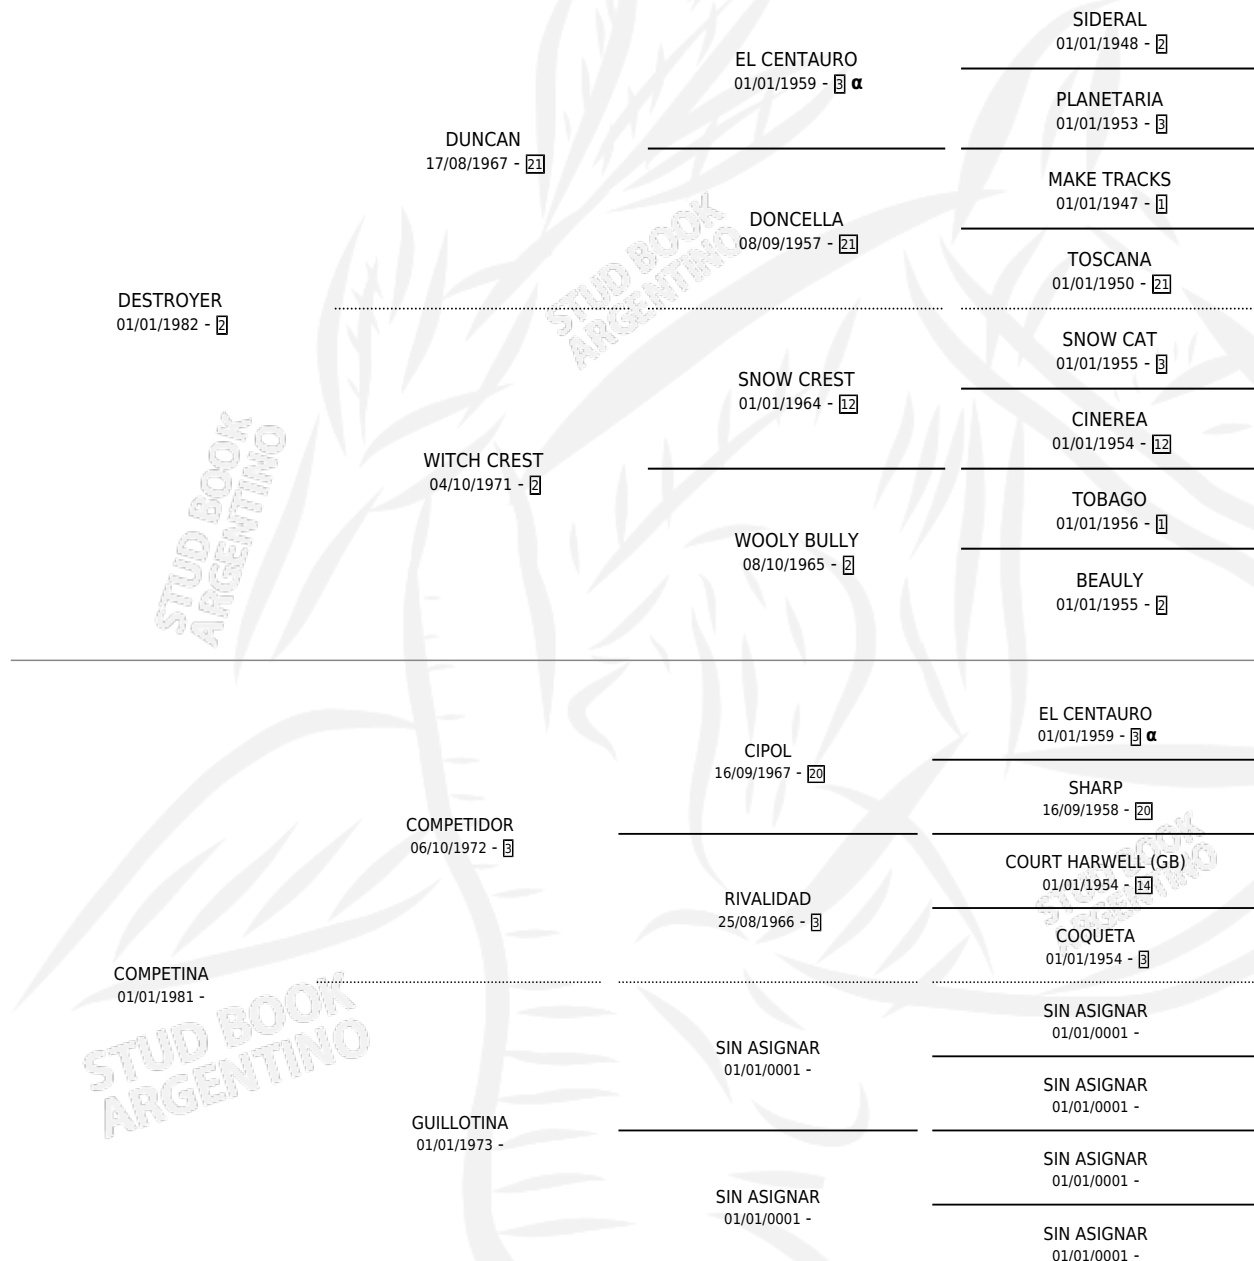 SIDERAL
01/01/1948 - 2
EL CENTAURO
01/01/1959 - 3 α
PLANETARIA
01/01/1953 - 3
DUNCAN
17/08/1967 - 21
MAKE TRACKS
01/01/1947 - 1
DONCELLA
08/09/1957 - 21
TOSCANA
01/01/1950 - 21
DESTROYER
01/01/1982 - 2
SNOW CAT
01/01/1955 - 3
SNOW CREST
01/01/1964 - 12
CINEREA
01/01/1954 - 12
WITCH CREST
04/10/1971 - 2
TOBAGO
01/01/1956 - 1
WOOLY BULLY
08/10/1965 - 2
BEAULY
01/01/1955 - 2
STUD BOOK
ARGENTINO
STUD BOOK
ARGENTINO
EL CENTAURO
01/01/1959 - 3 α
CIPOL
16/09/1967 - 20
SHARP
16/09/1958 - 20
COMPETIDOR
06/10/1972 - 3
COURT HARWELL (GB)
01/01/1954 - 14
RIVALIDAD
25/08/1966 - 3
COQUETA
01/01/1954 - 3
COMPETINA
01/01/1981 -
SIN ASIGNAR
01/01/0001 -
SIN ASIGNAR
01/01/0001 -
SIN ASIGNAR
01/01/0001 -
GUILLOTINA
01/01/1973 -
SIN ASIGNAR
01/01/0001 -
SIN ASIGNAR
01/01/0001 -
SIN ASIGNAR
01/01/0001 -
STUD BOOK
ARGENTINO
STUD BOOK
ARGENTINO